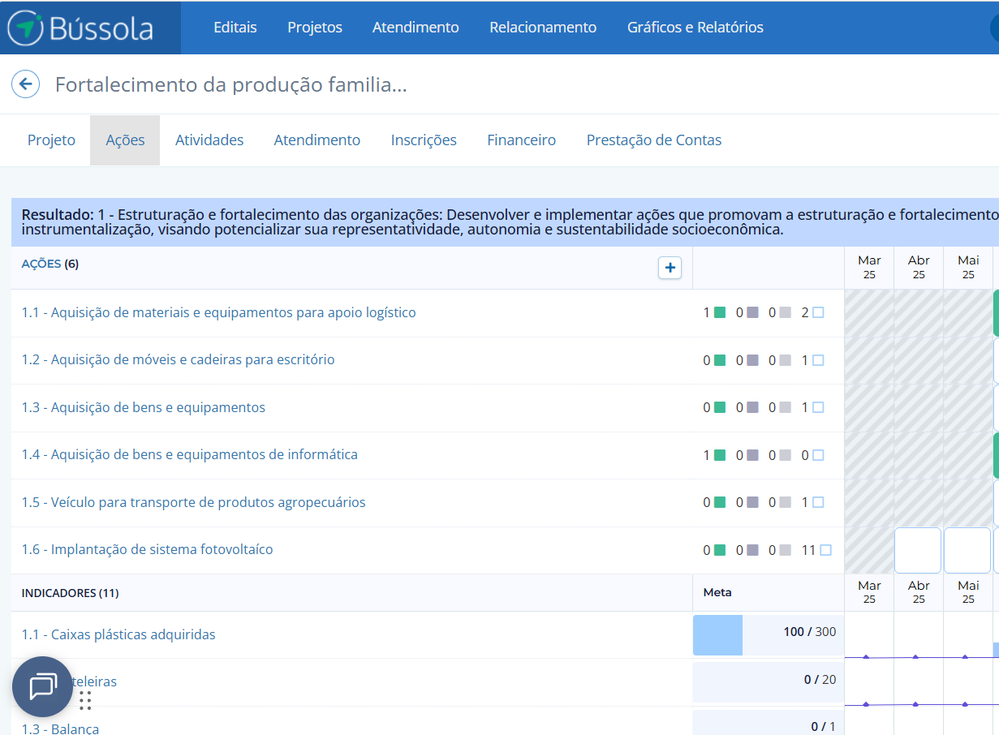 Bússola
Editais Projetos Atendimento Relacionamento Gráficos e Relatórios
Fortalecimento da produção familia...
Projeto Ações Atividades Atendimento Inscrições Financeiro Prestação de Contas
Resultado: 1 - Estruturação e fortalecimento das organizações: Desenvolver e implementar ações que promovam a estruturação e fortalecimento
instrumentalização, visando potencializar sua representatividade, autonomia e sustentabilidade socioeconômica.
AÇÕES (6) + Mar 25 Abr 25 Mai 25
1.1 - Aquisição de materiais e equipamentos para apoio logístico 1 0 0 2
1.2 - Aquisição de móveis e cadeiras para escritório 0 0 0 1
1.3 - Aquisição de bens e equipamentos 0 0 0 1
1.4 - Aquisição de bens e equipamentos de informática 1 0 0 0
1.5 - Veículo para transporte de produtos agropecuários 0 0 0 1
1.6 - Implantação de sistema fotovoltaíco 0 0 0 11
INDICADORES (11) Meta Mar 25 Abr 25 Mai 25
1.1 - Caixas plásticas adquiridas 100 / 300
teleiras 0 / 20
1.3 - Balança 0 / 1